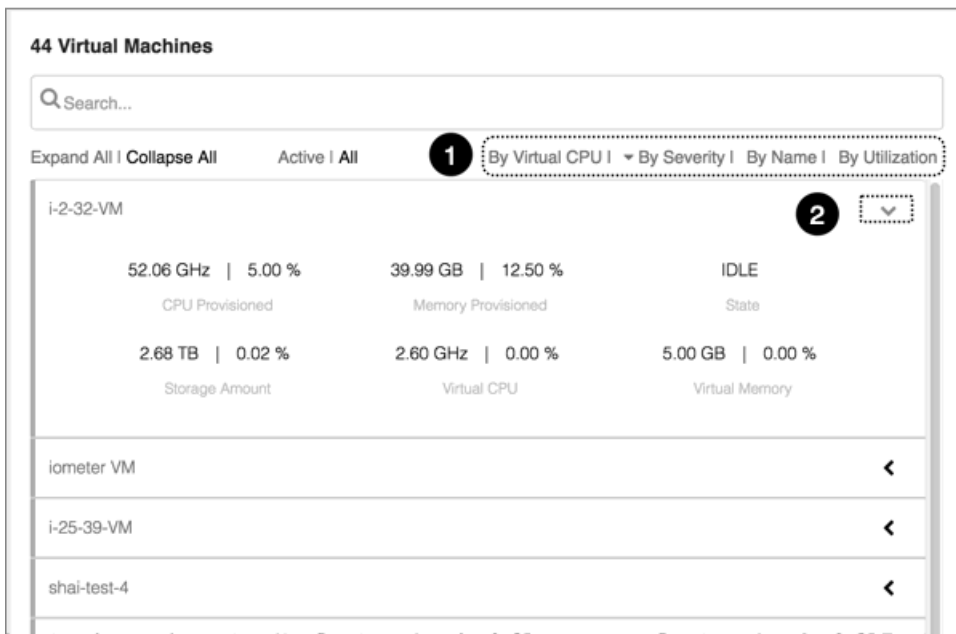 44 Virtual Machines
Search...
Expand All | Collapse All Active | All 1 By Virtual CPU | By Severity | By Name | By Utilization
i-2-32-VM 2
52.06 GHz | 5.00 % 39.99 GB | 12.50 % IDLE
CPU Provisioned Memory Provisioned State
2.68 TB | 0.02 % 2.60 GHz | 0.00 % 5.00 GB | 0.00 %
Storage Amount Virtual CPU Virtual Memory
iometer VM
i-25-39-VM
shai-test-4